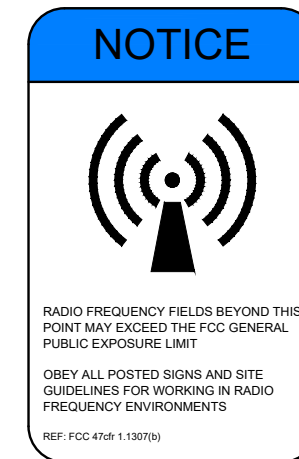 NOTICE
RADIO FREQUENCY FIELDS BEYOND THIS
POINT MAY EXCEED THE FCC GENERAL
PUBLIC EXPOSURE LIMIT
OBEY ALL POSTED SIGNS AND SITE
GUIDELINES FOR WORKING IN RADIO
FREQUENCY ENVIRONMENTS
REF: FCC 47cfr 1.1307(b)